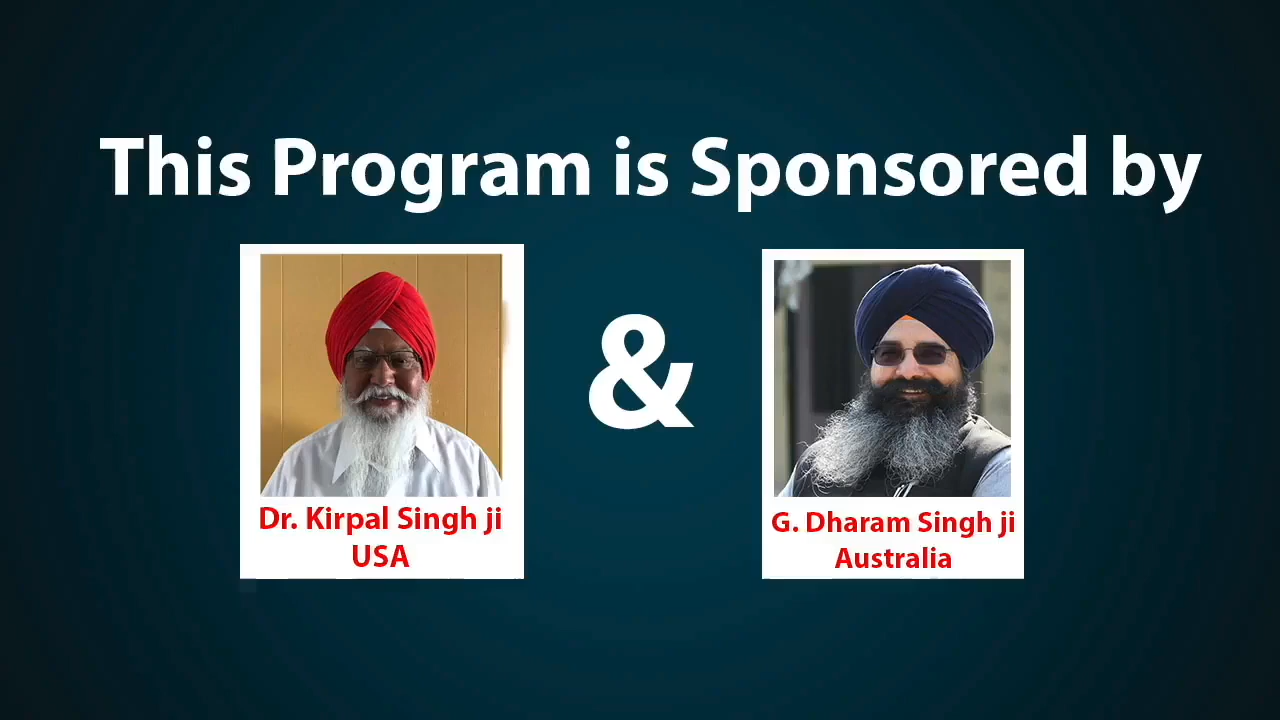 This Program is Sponsored by
&
Dr. Kirpal Singh ji
USA
G. Dharam Singh ji
Australia